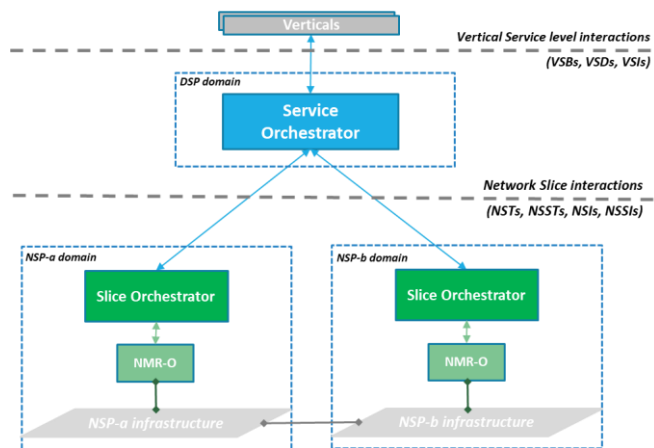 Verticals
Vertical Service level interactions
(VSBs, VSDs, VSIs)
DSP domain
Service
Orchestrator
Network Slice interactions
(NSTs, NSSTs, NSIs, NSSIs)
NSP-a domain
NSP-b domain
Slice Orchestrator
Slice Orchestrator
NMR-O
NMR-O
NSP-a infrastructure
NSP-b infrastructure